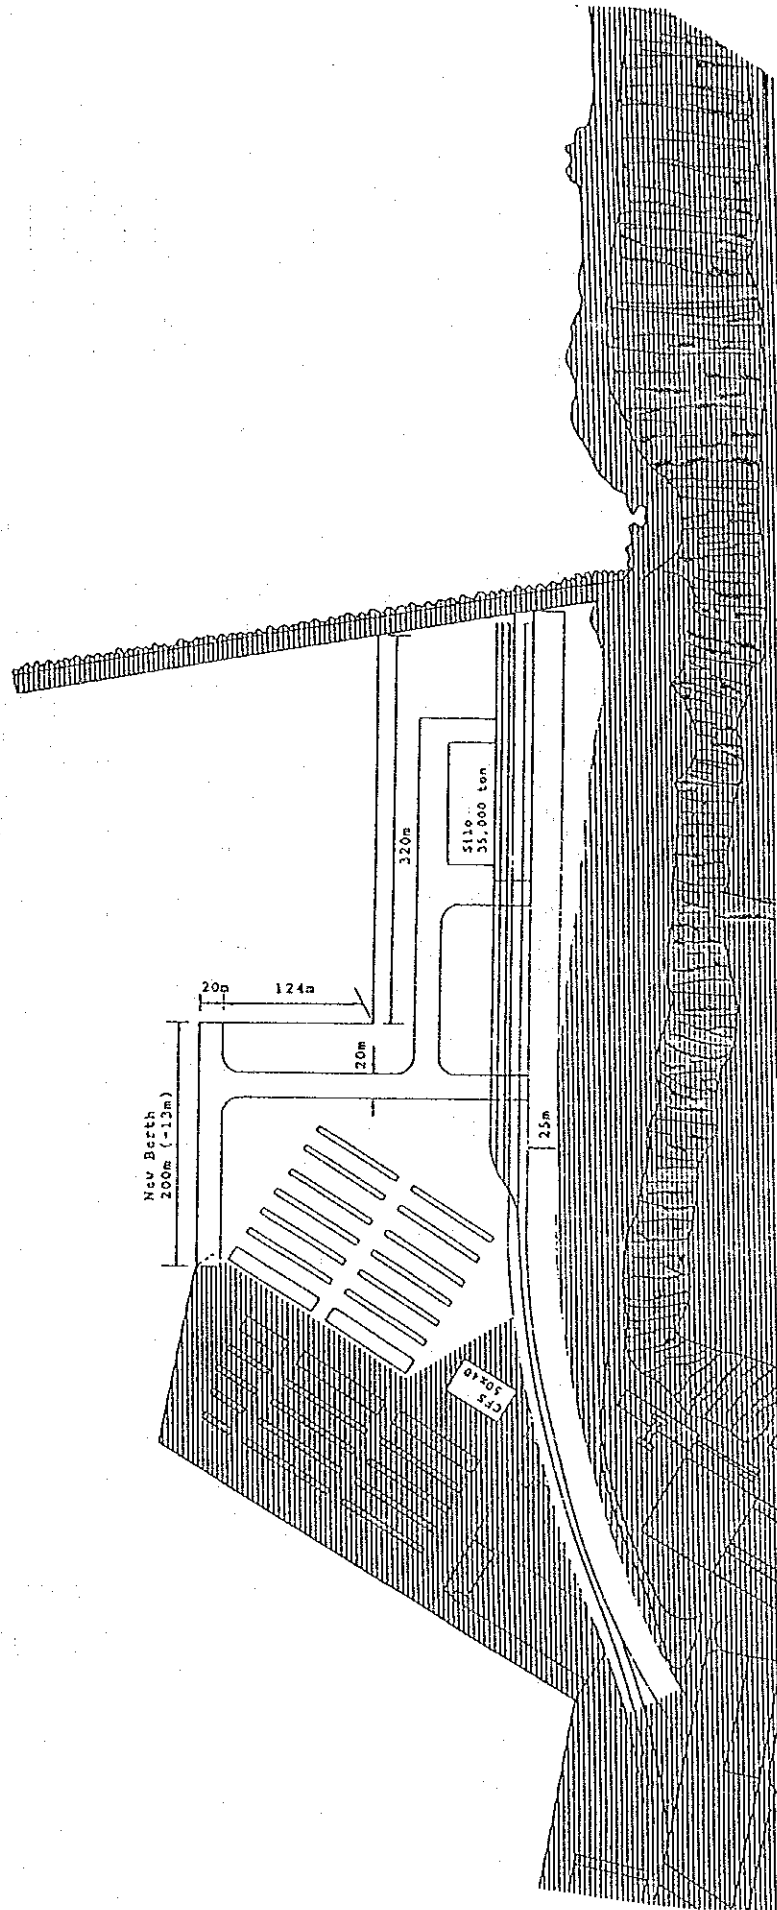 New Berth
200m (-13m)
20m
124m
20m
320m
Silo
35,000 ton
25m
CFS
50x40